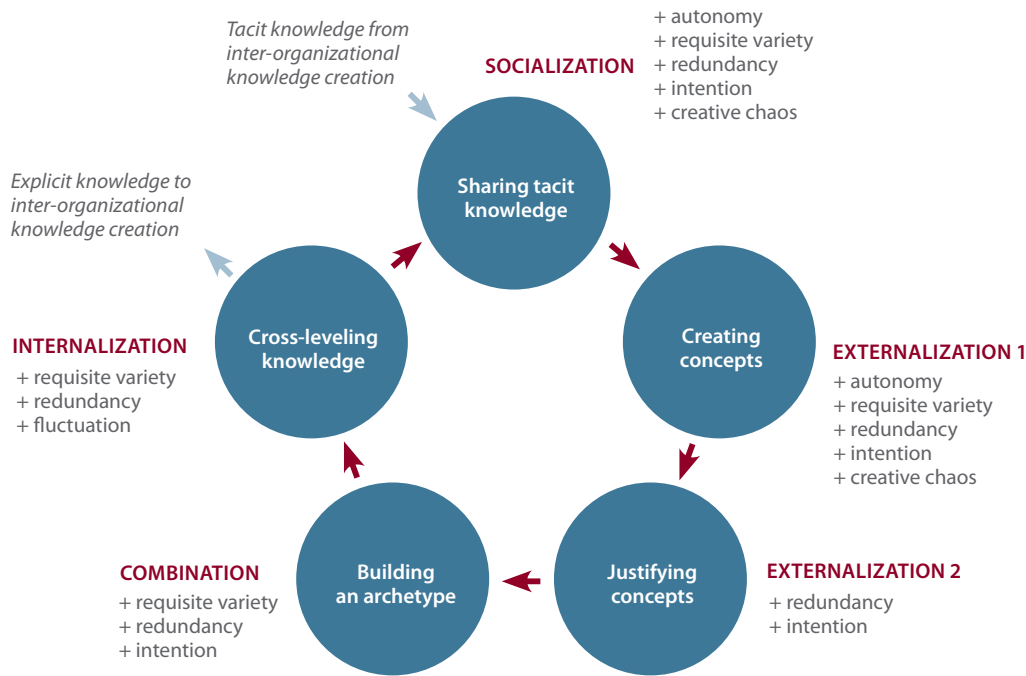 Tacit knowledge from
inter-organizational
knowledge creation
SOCIALIZATION
+ autonomy
+ requisite variety
+ redundancy
+ intention
+ creative chaos
Sharing tacit
knowledge
Explicit knowledge to
inter-organizational
knowledge creation
Cross-leveling
knowledge
Creating
concepts
INTERNALIZATION
+ requisite variety
+ redundancy
+ fluctuation
EXTERNALIZATION 1
+ autonomy
+ requisite variety
+ redundancy
+ intention
+ creative chaos
COMBINATION
+ requisite variety
+ redundancy
+ intention
Building
an archetype
Justifying
concepts
EXTERNALIZATION 2
+ redundancy
+ intention